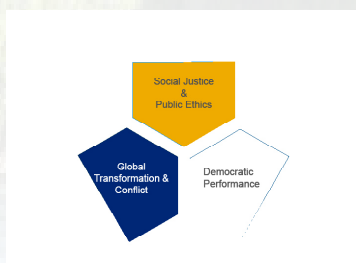 Social Justice
&
Public Ethics
Global
Transformation &
Conflict
Democratic
Performance